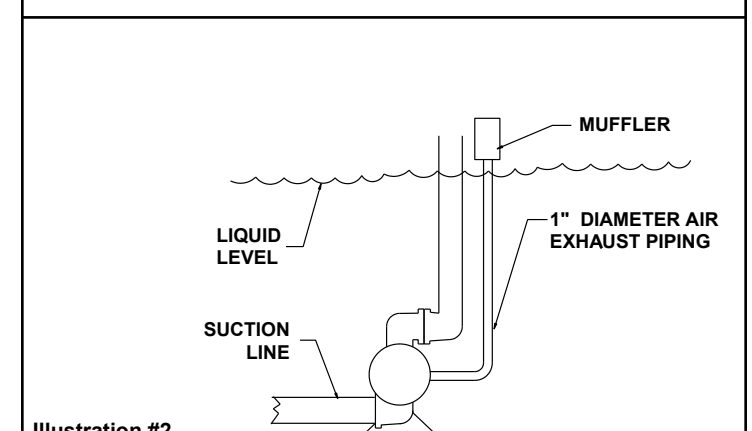 MUFFLER
1" DIAMETER AIR
EXHAUST PIPING
LIQUID
LEVEL
SUCTION
LINE
Illustration #2